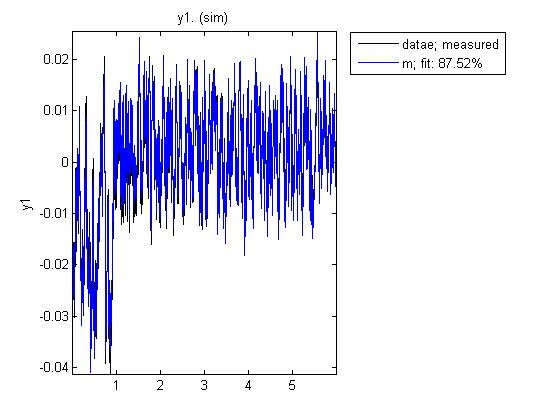 y1. (sim)
datae; measured
m; fit: 87.52%
0.02
0.01
0
-0.01
-0.02
-0.03
-0.04
y1
1 2 3 4 5